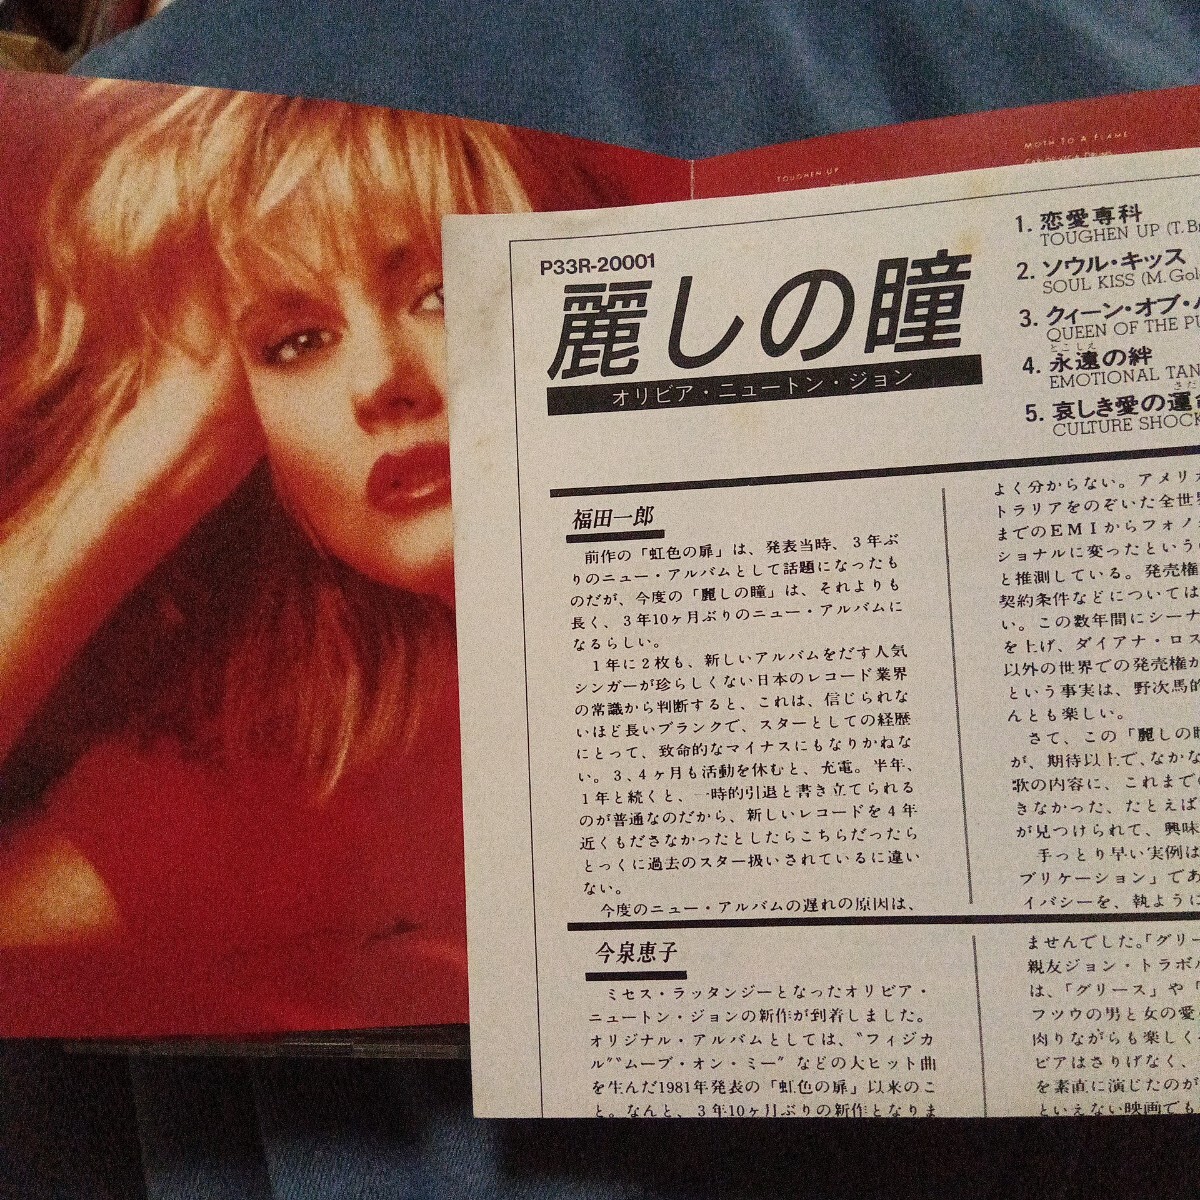 MOTH TO A FLAME
TOUGHEN UP
P33R-20001
麗しの瞳
オリビア・ニュートン・ジョン
1. 恋愛専科
TOUGHEN UP (T. Br
2. ソウル・キッス
SOUL KISS (M. Gol
3. クィーン・オブ・
QUEEN OF THE PU
とこしえ
4. 永遠の絆
EMOTIONAL TAN
さだ
5. 哀しき愛の運命
CULTURE SHOCK
福田一郎
前作の「虹色の扉」は、発表当時、3年ぶ
りのニュー・アルバムとして話題になったも
のだが、今度の「麗しの瞳」は、それよりも
長く、3年10ヶ月ぶりのニュー・アルバムに
なるらしい。
1年に2枚も、新しいアルバムをだす人気
シンガーが珍らしくない日本のレコード業界
の常識から判断すると、これは、信じられな
いほど長いブランクで、スターとしての経歴
にとって、致命的なマイナスにもなりかねな
い。3、4ヶ月も活動を休むと、充電。半年、
1年と続くと、一時的引退と書き立てられる
のが普通なのだから、新しいレコードを4年
近くもださなかったとしたらこちらだったら
とっくに過去のスター扱いされているに違い
ない。
今度のニュー・アルバムの遅れの原因は、
よく分からない。アメリカ
トラリアをのぞいた全世界
までのEMIからフォノ
ショナルに変ったという
と推測している。発売権
契約条件などについては
い。この数年間にシーナ
を上げ、ダイアナ・ロス
以外の世界での発売権が
という事実は、野次馬的
んとも楽しい。
さて、この「麗しの瞳
が、期待以上で、なかな
歌の内容に、これまでの
きなかった、たとえば
が見つけられて、興味
手っとり早い実例は
ブリケーション」であ
イバシーを、執ように
今泉恵子
ミセス・ラッタンジーとなったオリビア・
ニュートン・ジョンの新作が到着しました。
オリジナル・アルバムとしては、〝フィジカ
ル〞〝ムーブ・オン・ミー〞などの大ヒット曲
を生んだ1981年発表の「虹色の扉」以来のこ
と。なんと、3年10ヶ月ぶりの新作となりま
ませんでした。「グリー
親友ジョン・トラボル
は、「グリース」や「
フツウの男と女の愛
肉りながらも楽しく
ビアはさりげなく、
を素直に演じたのが
といえない映画でも